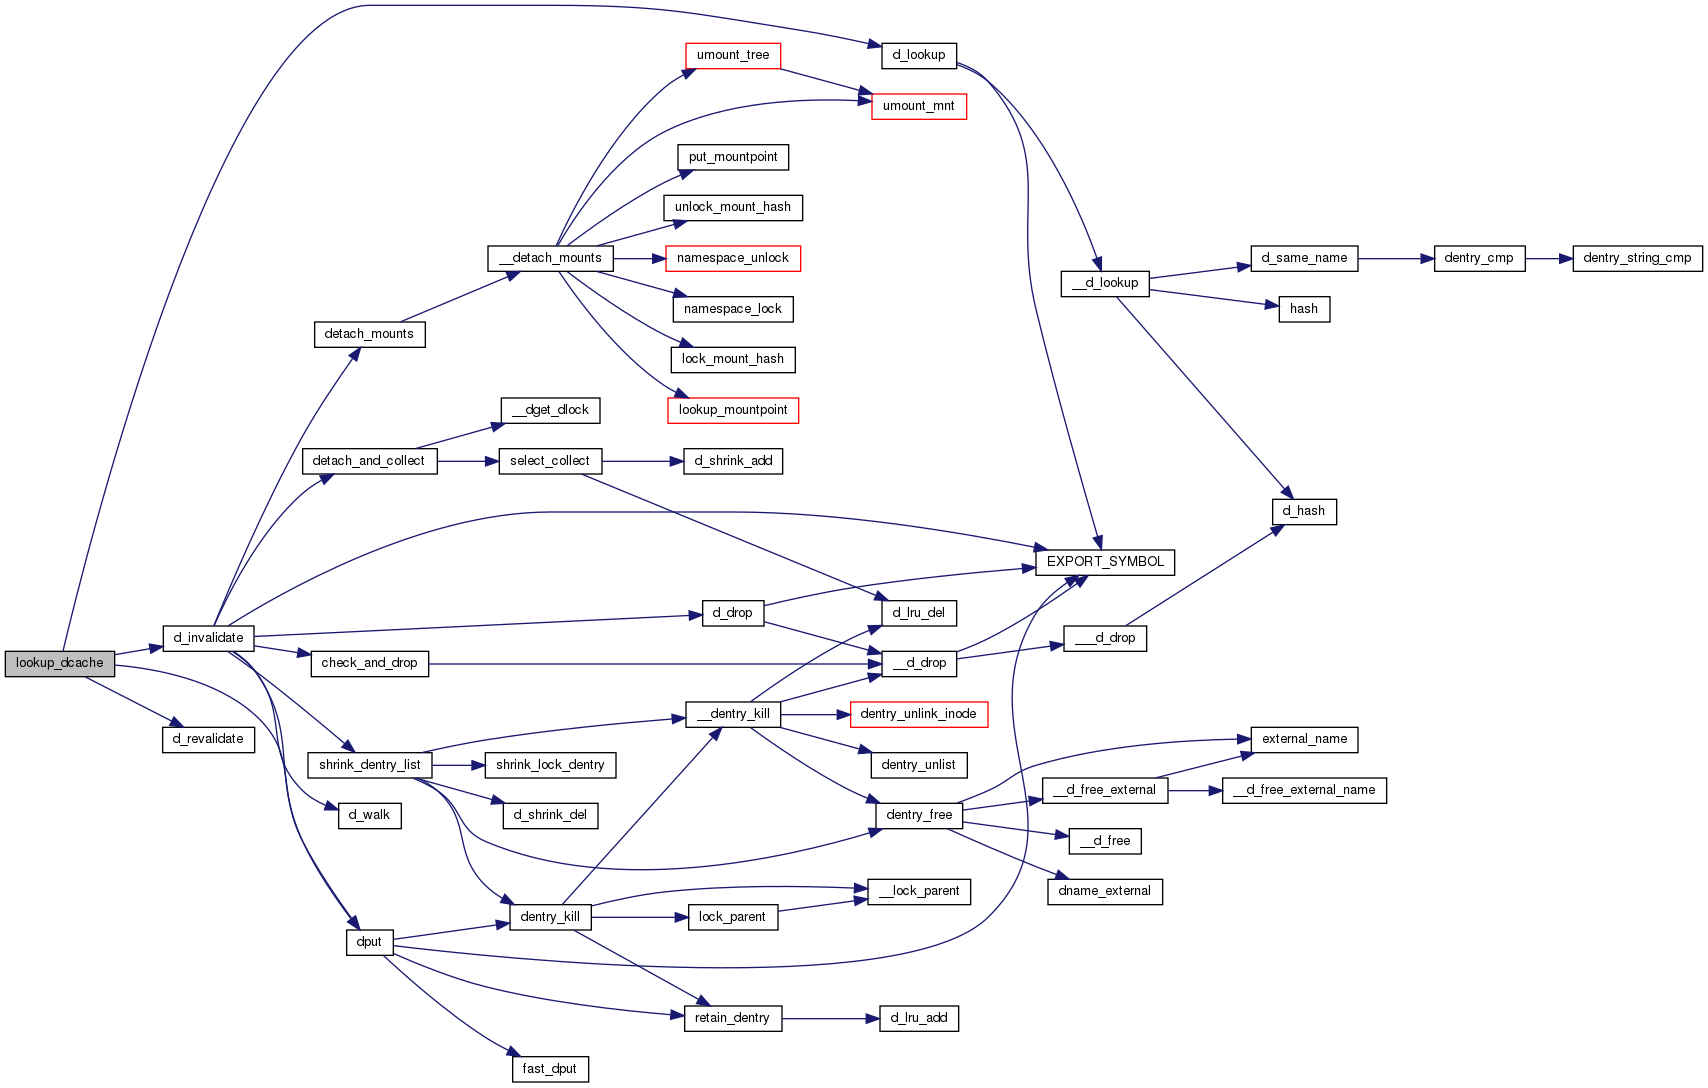 d_lookup
umount_tree
umount_mnt
put_mountpoint
unlock_mount_hash
__detach_mounts
namespace_unlock
d_same_name
dentry_cmp
dentry_string_cmp
__d_lookup
namespace_lock
hash
detach_mounts
lock_mount_hash
__dget_dlock
lookup_mountpoint
detach_and_collect
select_collect
d_shrink_add
d_hash
EXPORT_SYMBOL
d_drop
d_lru_del
d_invalidate
___d_drop
lookup_dcache
check_and_drop
__d_drop
__dentry_kill
dentry_unlink_inode
d_revalidate
external_name
shrink_dentry_list
shrink_lock_dentry
dentry_unlist
__d_free_external
__d_free_external_name
d_walk
d_shrink_del
dentry_free
__d_free
__lock_parent
dname_external
dentry_kill
lock_parent
dput
retain_dentry
d_lru_add
fast_dput